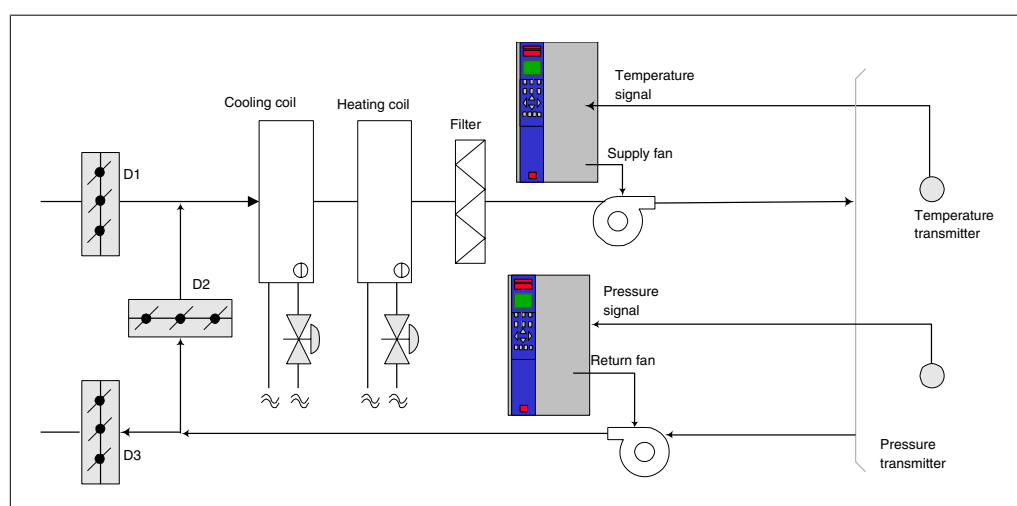 Cooling coil
Heating coil
Filter
Temperature
signal
Supply fan
Temperature
transmitter
D1
D2
D3
Pressure
signal
Return fan
Pressure
transmitter